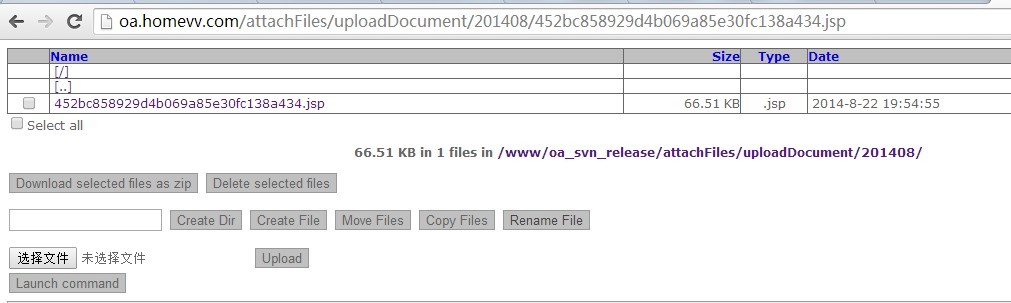 oa.homevv.com/attachFiles/uploadDocument/201408/452bc858929d4b069a85e30fc138a434.jsp
Name Size Type Date
[/]
[..]
452bc858929d4b069a85e30fc138a434.jsp 66.51 KB .jsp 2014-8-22 19:54:55
Select all
66.51 KB in 1 files in /www/oa_svn_release/attachFiles/uploadDocument/201408/
Download selected files as zip Delete selected files
Create Dir Create File Move Files Copy Files Rename File
选择文件 未选择文件 Upload
Launch command